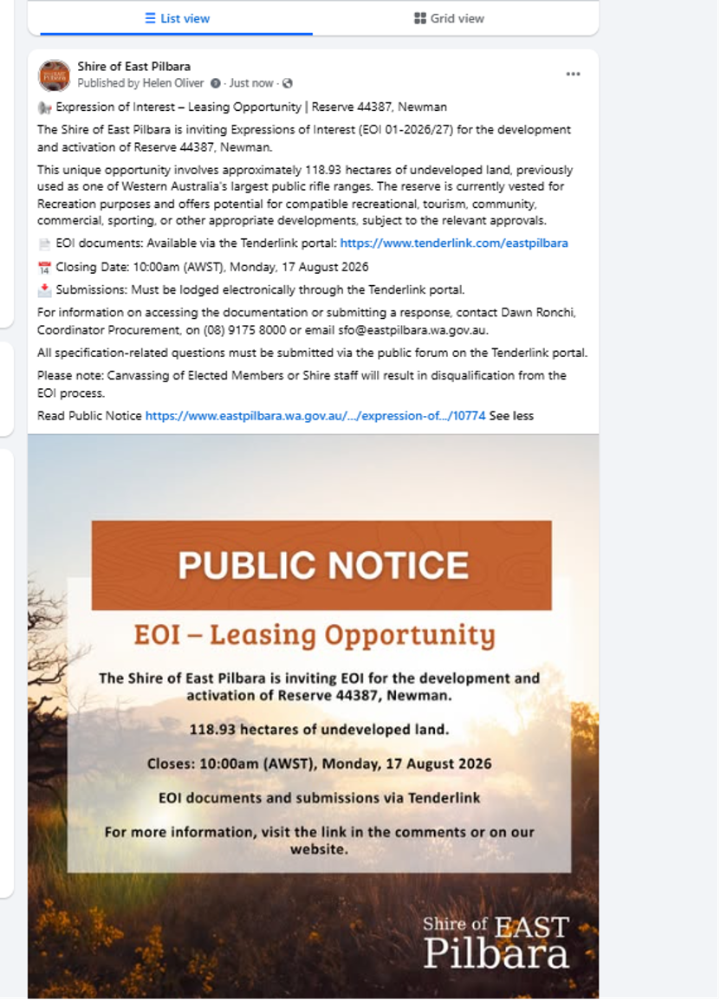 List view
Grid view
Shire of East Pilbara
Published by Helen Oliver · Just now ·
Expression of Interest – Leasing Opportunity | Reserve 44387, Newman
The Shire of East Pilbara is inviting Expressions of Interest (EOI 01-2026/27) for the development
and activation of Reserve 44387, Newman.
This unique opportunity involves approximately 118.93 hectares of undeveloped land, previously
used as one of Western Australia's largest public rifle ranges. The reserve is currently vested for
Recreation purposes and offers potential for compatible recreational, tourism, community,
commercial, sporting, or other appropriate developments, subject to the relevant approvals.
EOI documents: Available via the Tenderlink portal: https://www.tenderlink.com/eastpilbara
Closing Date: 10:00am (AWST), Monday, 17 August 2026
Submissions: Must be lodged electronically through the Tenderlink portal.
For information on accessing the documentation or submitting a response, contact Dawn Ronchi,
Coordinator Procurement, on (08) 9175 8000 or email sfo@eastpilbara.wa.gov.au.
All specification-related questions must be submitted via the public forum on the Tenderlink portal.
Please note: Canvassing of Elected Members or Shire staff will result in disqualification from the
EOI process.
Read Public Notice https://www.eastpilbara.wa.gov.au/.../expression-of.../10774 See less
PUBLIC NOTICE
EOI – Leasing Opportunity
The Shire of East Pilbara is inviting EOI for the development and
activation of Reserve 44387, Newman.
118.93 hectares of undeveloped land.
Closes: 10:00am (AWST), Monday, 17 August 2026
EOI documents and submissions via Tenderlink
For more information, visit the link in the comments or on our
website.
Shire of EAST
Pilbara